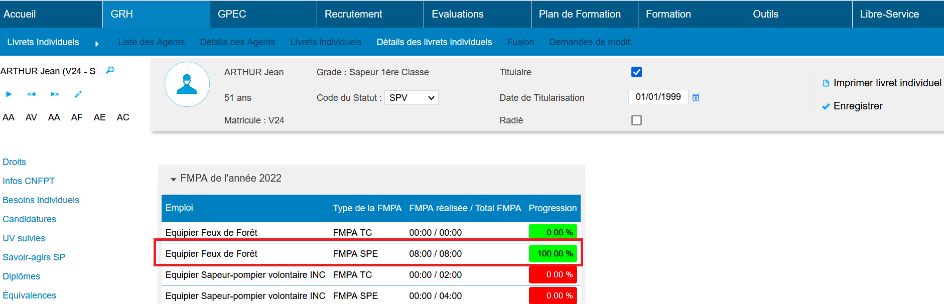 Accueil GRH GPEC Recrutement Evaluations Plan de Formation Formation Outils Libre-Service
Livrets Individuels Liste des Agents Détails des Agents Livrets Individuels Détails des livrets individuels Fusion Demandes de modif.
ARTHUR Jean (V24 - S
AA AV AA AF AE AC
ARTHUR Jean Grade : Sapeur 1ère Classe Titulaire
51 ans Code du Statut : SPV Date de Titularisation 01/01/1999
Matricule : V24 Radié
Imprimer livret individuel
Enregistrer
Droits
Infos CNFPT
Besoins individuels
Candidatures
UV suivies
Savoir-agirs SP
Diplômes
Équivalences
FMPA de l'année 2022
Emploi Type de la FMPA FMPA réalisée / Total FMPA Progression
Equipier Feux de Forêt FMPA TC 00:00 / 00:00 0.00 %
Equipier Feux de Forêt FMPA SPE 08:00 / 08:00 100.00 %
Equipier Sapeur-pompier volontaire INC FMPA TC 00:00 / 02:00 0.00 %
Equipier Sapeur-pompier volontaire INC FMPA SPE 00:00 / 04:00 0.00 %